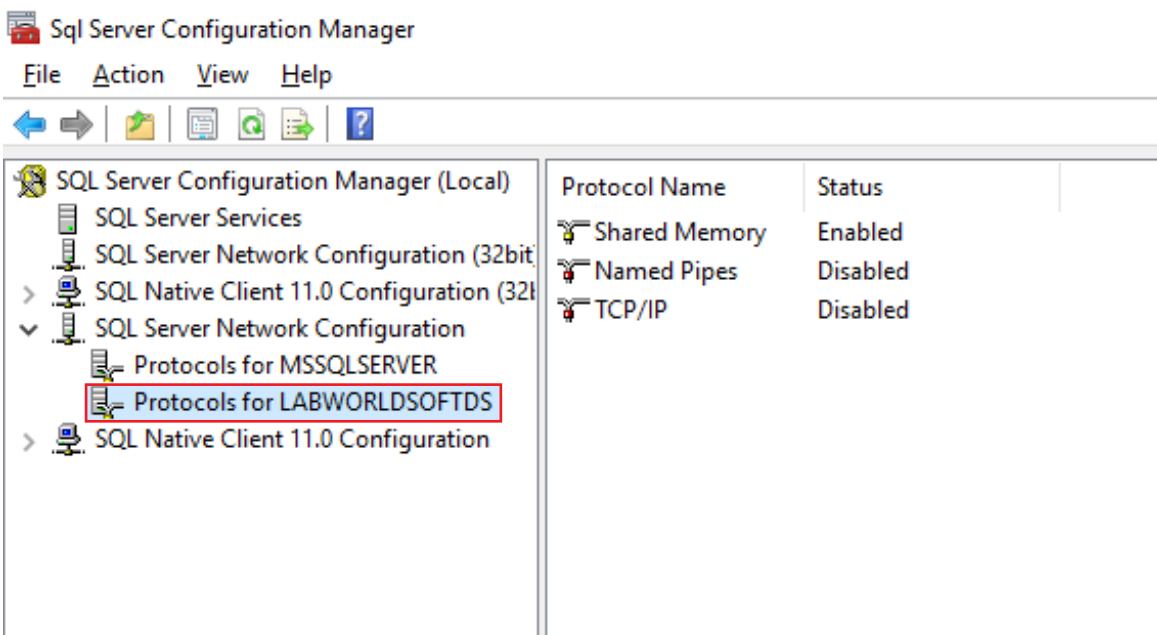 Sql Server Configuration Manager
File Action View Help
SQL Server Configuration Manager (Local)
SQL Server Services
SQL Server Network Configuration (32bit
SQL Native Client 11.0 Configuration (32b
SQL Server Network Configuration
Protocols for MSSQLSERVER
Protocols for LABWORLDSOFTDS
SQL Native Client 11.0 Configuration
Protocol Name Status
Shared Memory Enabled
Named Pipes Disabled
TCP/IP Disabled